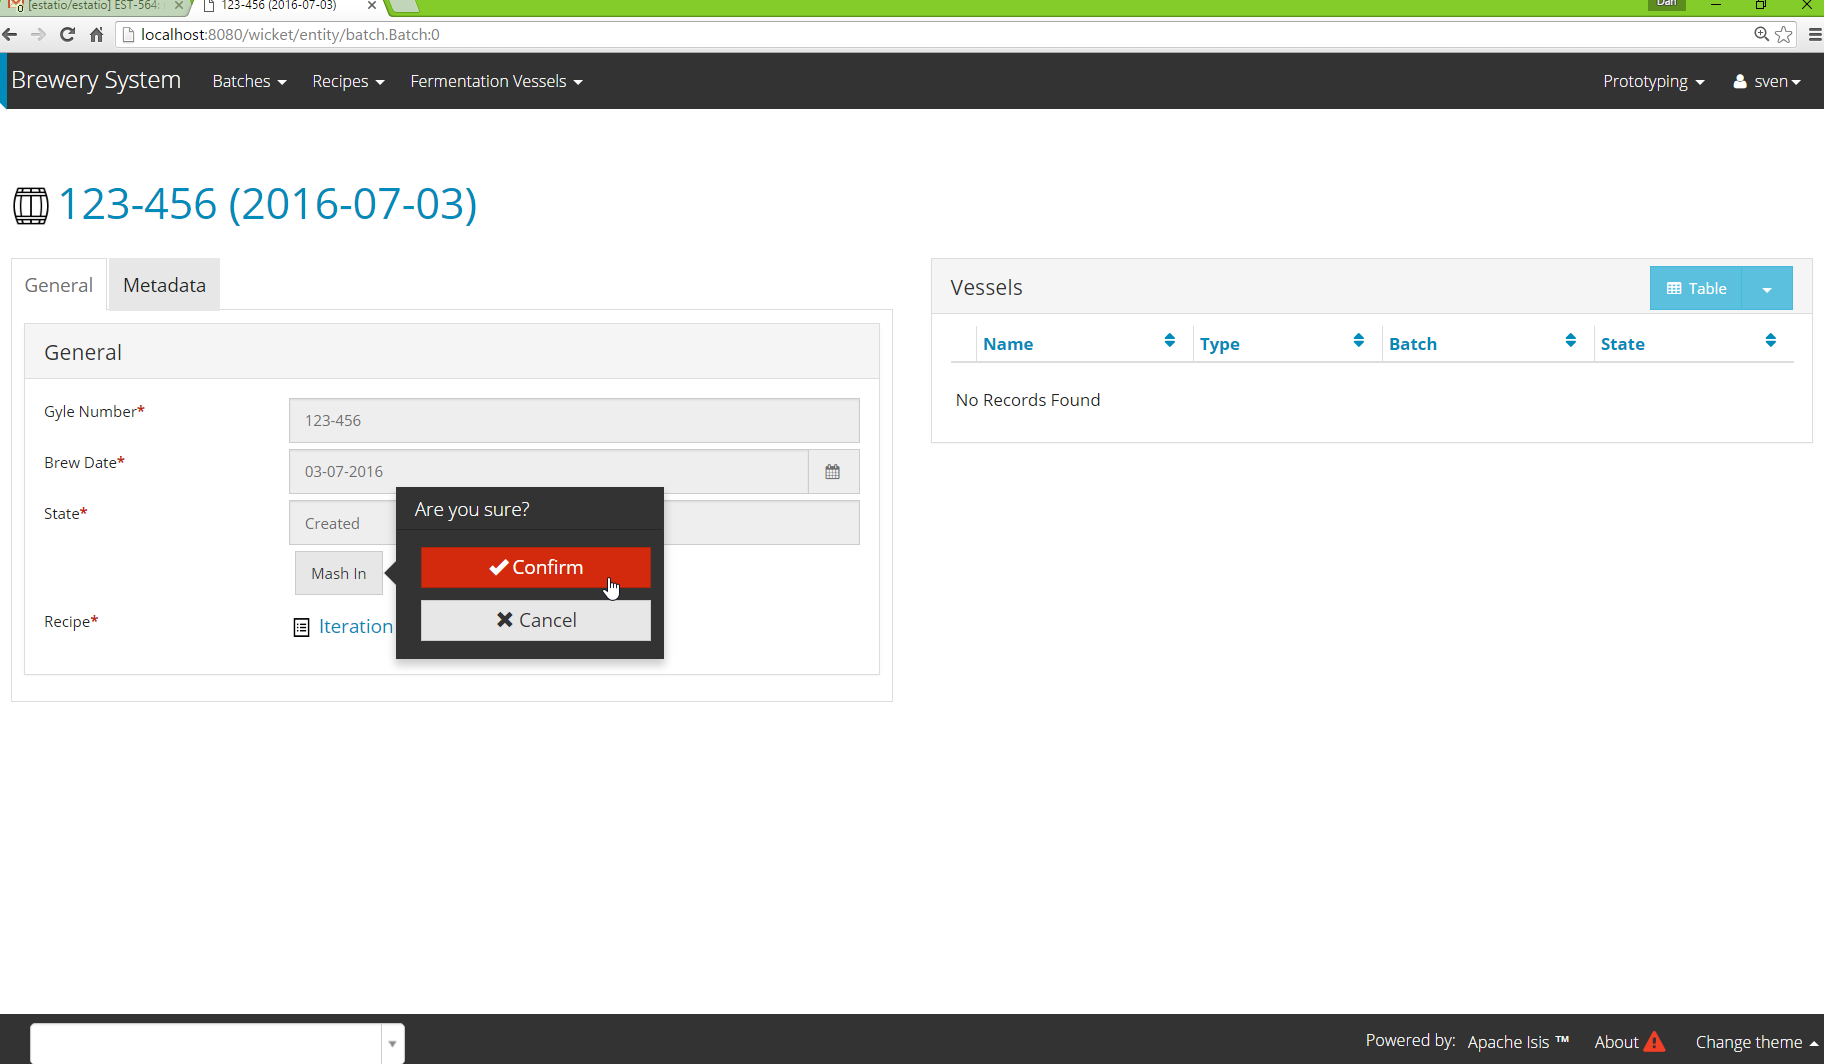 [estatio/estatio] EST-564:
123-456 (2016-07-03)
Dan
localhost:8080/wicket/entity/batch.Batch:0
Brewery System
Batches
Recipes
Fermentation Vessels
Prototyping
sven
123-456 (2016-07-03)
General
Metadata
General
Gyle Number*
123-456
Brew Date*
03-07-2016
State*
Created
Mash In
Are you sure?
Confirm
Cancel
Recipe*
Iteration
Vessels
Table
Name
Type
Batch
State
No Records Found
Powered by:
Apache Isis ™
About
Change theme